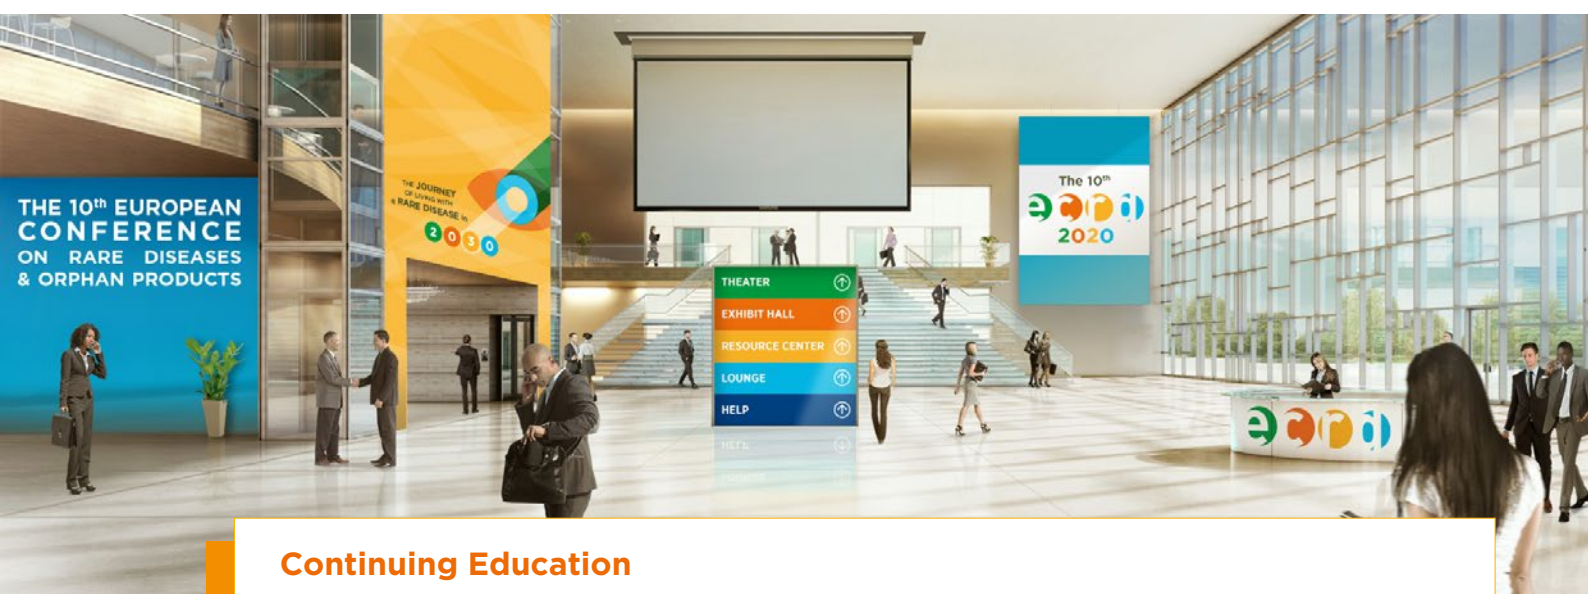 THE 10th EUROPEAN
CONFERENCE
ON RARE DISEASES
& ORPHAN PRODUCTS
THE JOURNEY
OF LIVING WITH
a RARE DISEASE in
2030
The 10th
ecrd
2020
THEATER
EXHIBIT HALL
RESOURCE CENTER
LOUNGE
HELP
ecrd
Continuing Education